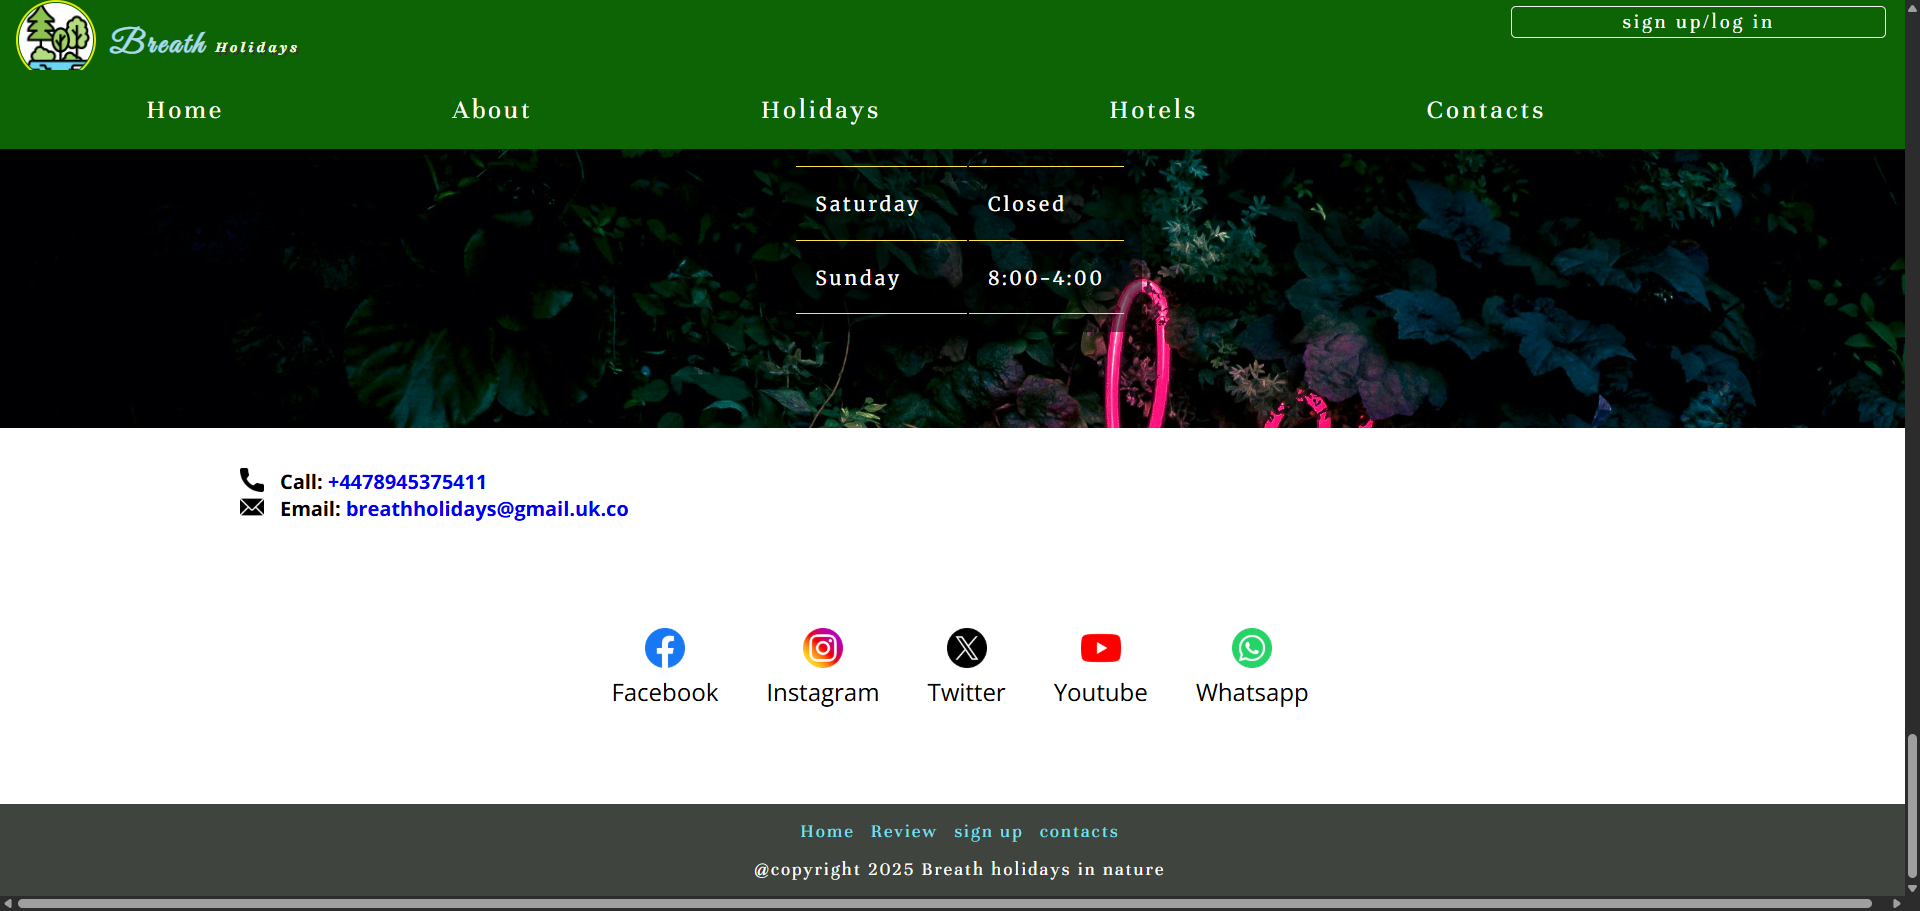 Breath Holidays
sign up/log in
Home About Holidays Hotels Contacts
Saturday Closed
Sunday 8:00-4:00
Call: +4478945375411
Email: breathholidays@gmail.uk.co
Facebook Instagram Twitter Youtube Whatsapp
Home Review sign up contacts
@copyright 2025 Breath holidays in nature